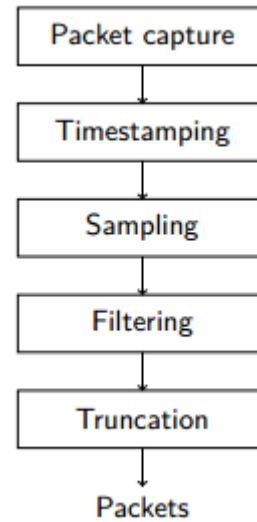 Packet capture
Timestamping
Sampling
Filtering
Truncation
Packets